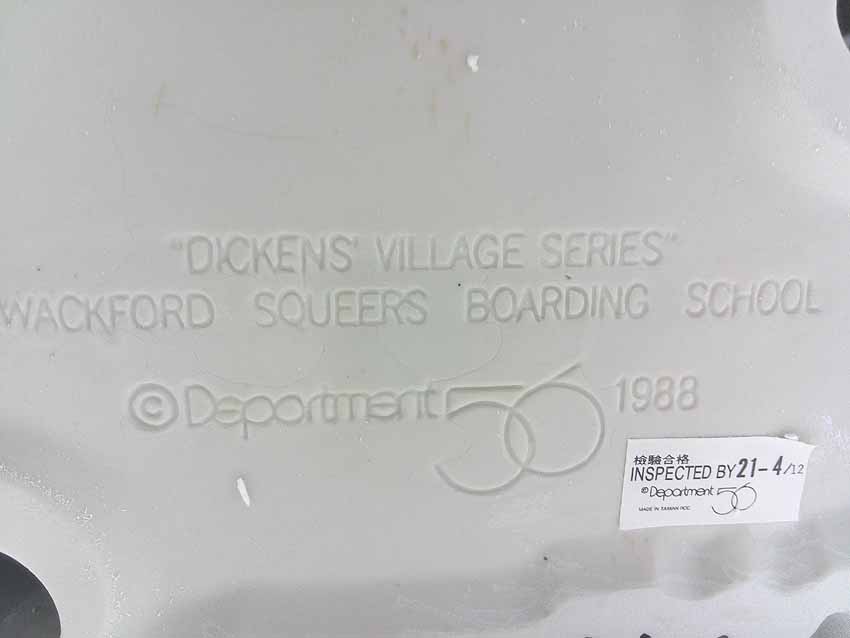 "DICKENS' VILLAGE SERIES"
WACKFORD SQUEERS BOARDING SCHOOL
©Department 56 1988
檢驗合格
INSPECTED BY 21-4/12
©Department 56
MADE IN TAIWAN ROC